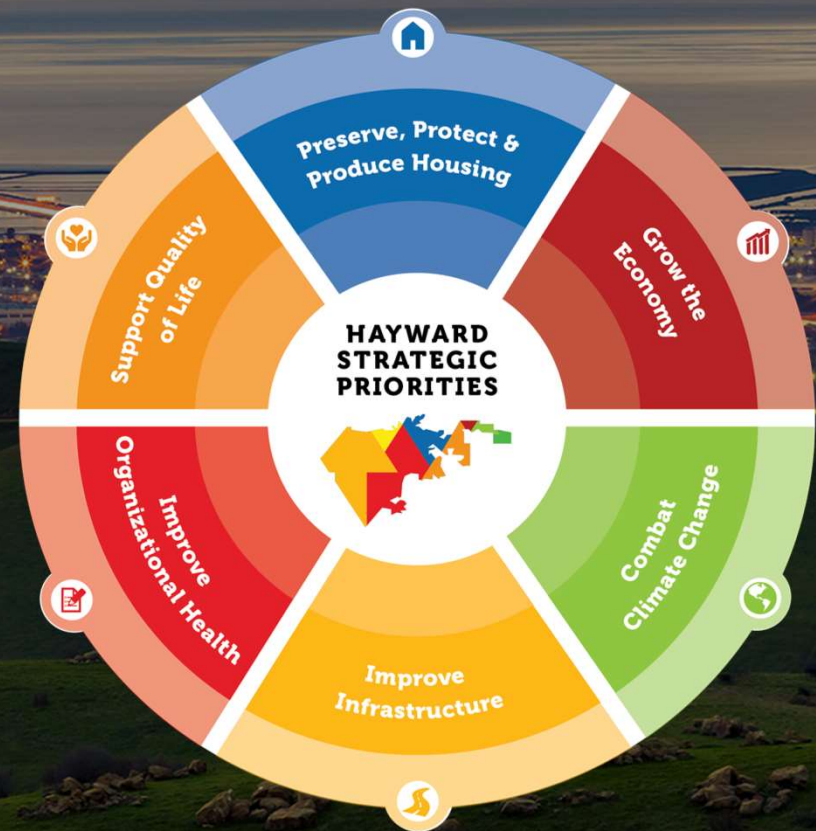 Preserve, Protect &
Produce Housing
Grow the
Economy
Combat
Climate Change
Improve
Infrastructure
Improve
Organizational Health
Support Quality
of Life
HAYWARD
STRATEGIC
PRIORITIES